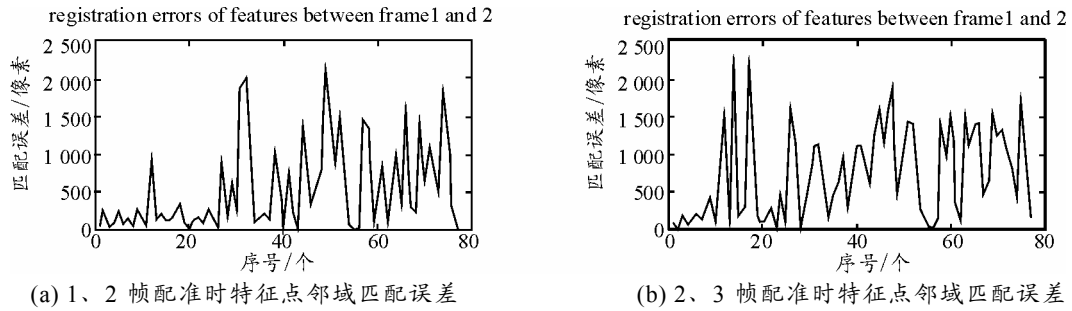 registration errors of features between frame1 and 2
匹配误差/像素
2 500
2 000
1 500
1 000
500
0
0 20 40 60 80
序号/个
(a) 1、2 帧配准时特征点邻域匹配误差
registration errors of features between frame1 and 2
匹配误差/像素
2 500
2 000
1 500
1 000
500
0
0 20 40 60 80
序号/个
(b) 2、3 帧配准时特征点邻域匹配误差